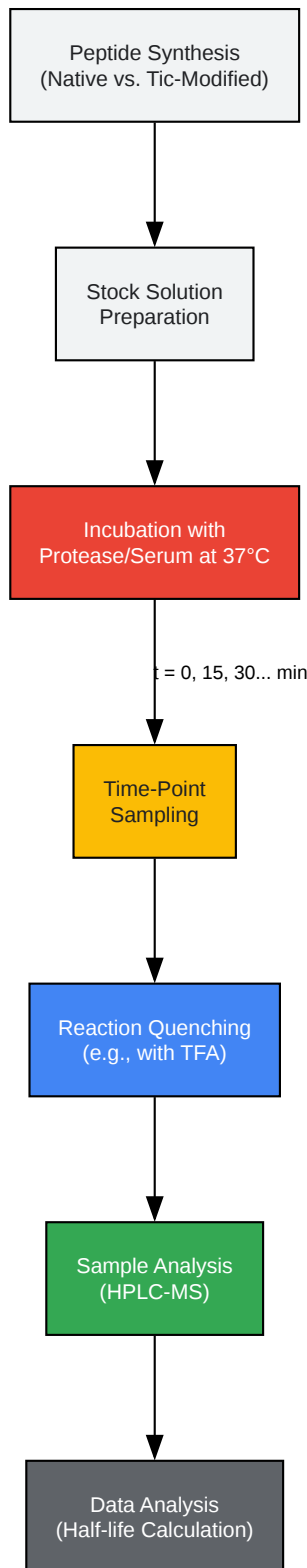 Peptide Synthesis
(Native vs. Tic-Modified)
Stock Solution
Preparation
Incubation with
Protease/Serum at 37°C
t = 0, 15, 30... min
Time-Point
Sampling
Reaction Quenching
(e.g., with TFA)
Sample Analysis
(HPLC-MS)
Data Analysis
(Half-life Calculation)